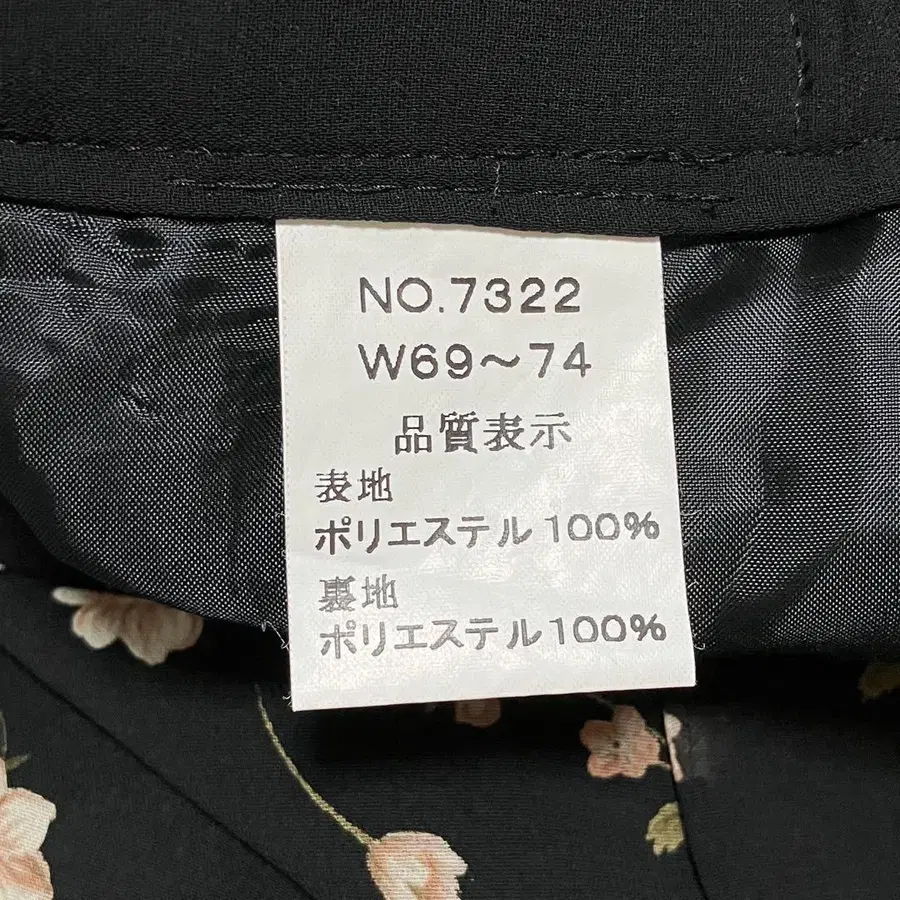 NO.7322
W69～74
品質表示
表地
ポリエステル100%
裏地
ポリエステル100%